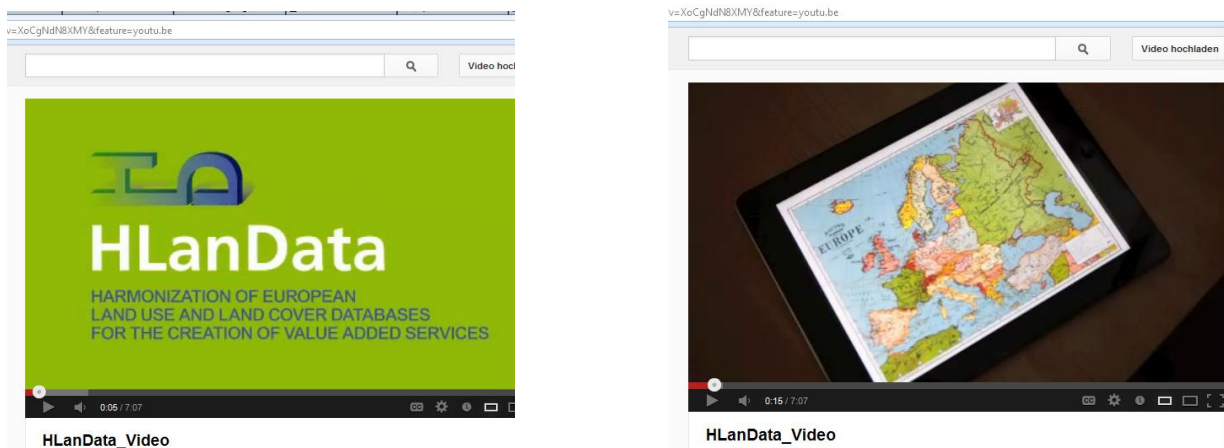 v=XoCgNdN8XMY&feature=youtu.be
Video hocl
HLanData
HARMONIZATION OF EUROPEAN
LAND USE AND LAND COVER DATABASES
FOR THE CREATION OF VALUE ADDED SERVICES
0:05 / 7:07
HLanData_Video
v=XoCgNdN8XMY&feature=youtu.be
Video hochladen
EUROPE
0:15 / 7:07
HLanData_Video